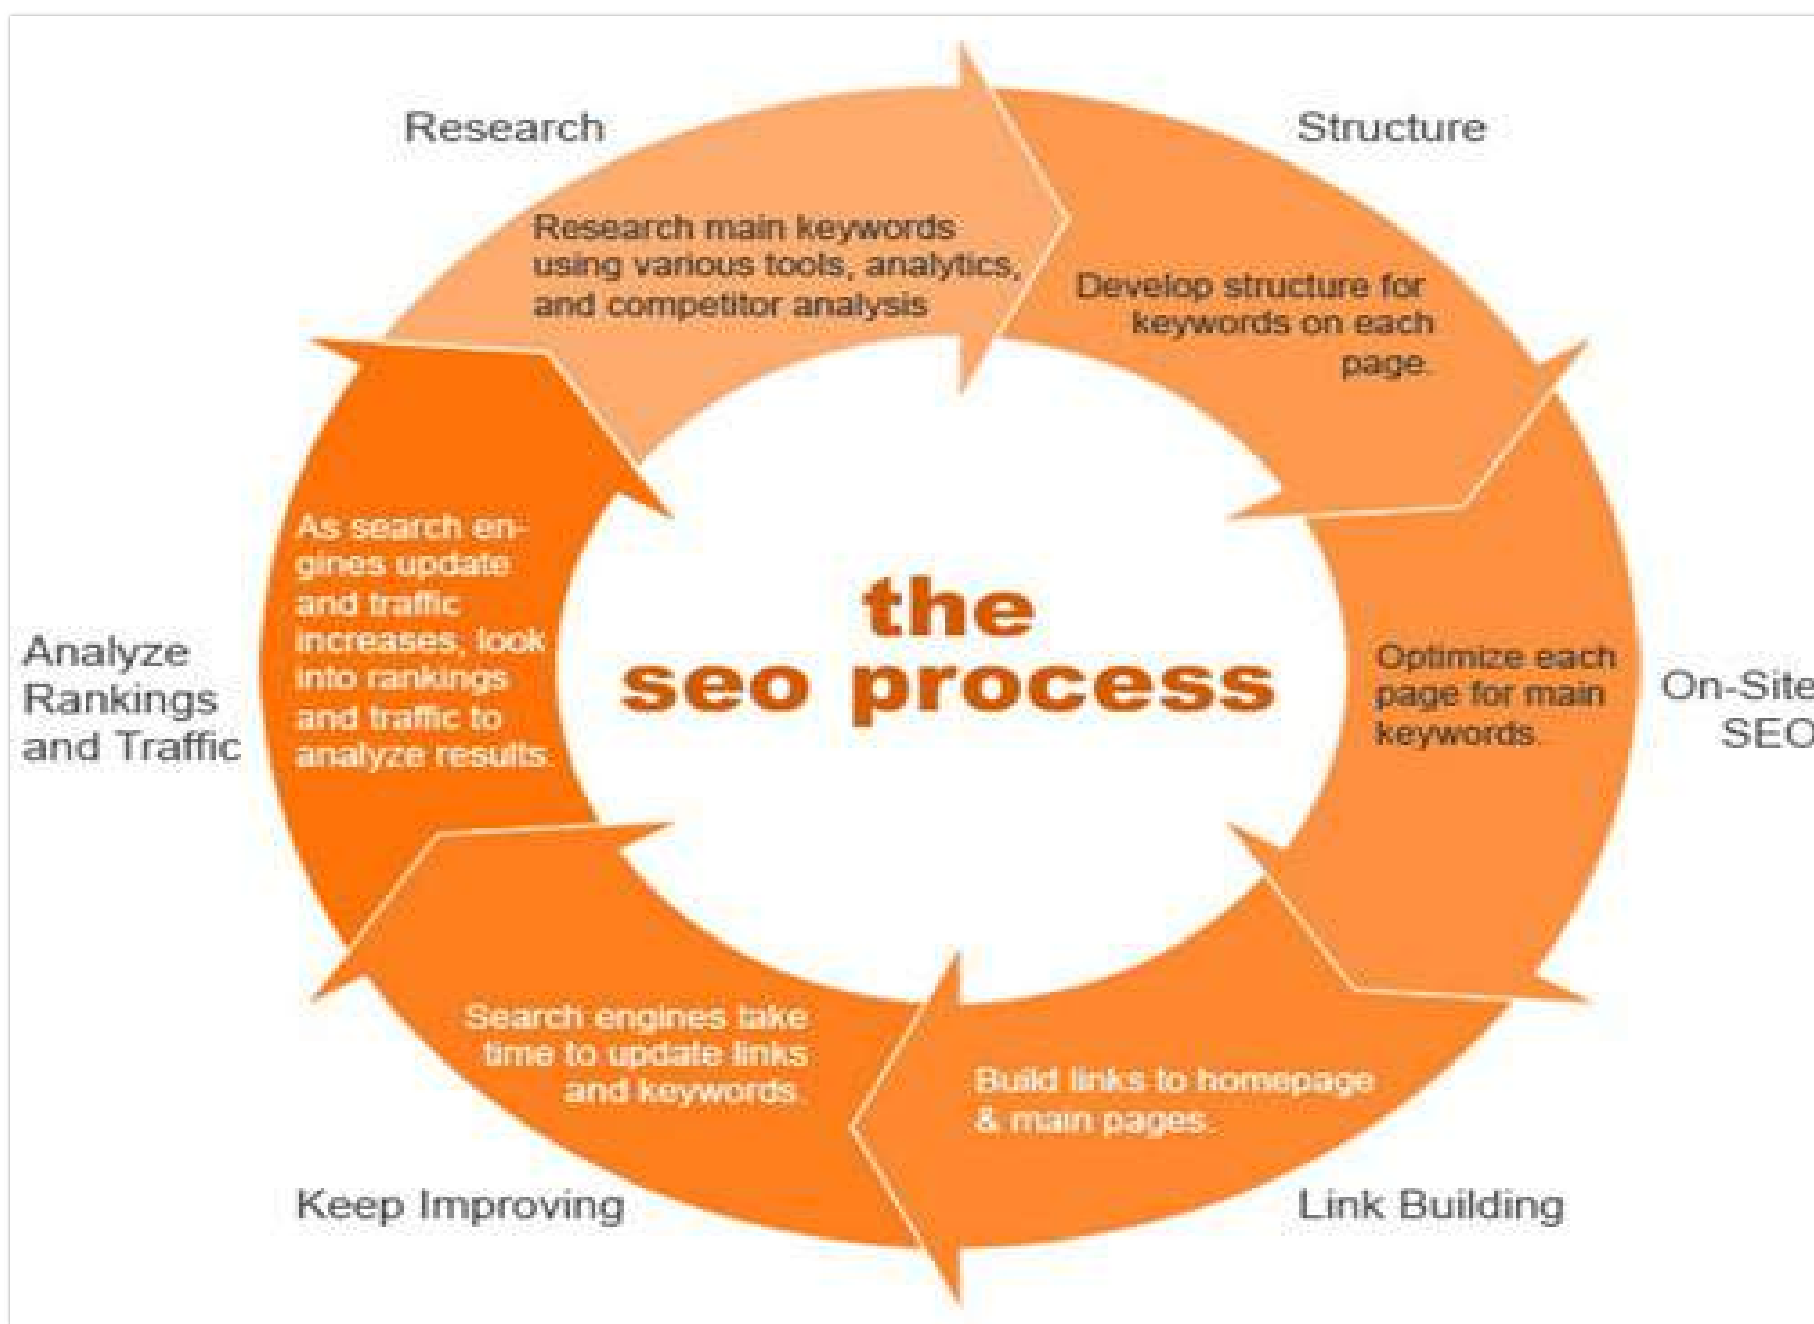 Research
Research main keywords
using various tools, analytics,
and competitor analysis
Structure
Develop structure for
keywords on each
page.
On-Site
SEO
Optimize each
page for main
keywords.
Link Building
Build links to homepage
& main pages.
Keep Improving
Search engines take
time to update links
and keywords.
Analyze
Rankings
and Traffic
As search en-
gines update
and traffic
increases, look
into rankings
and traffic to
analyze results.
the
seo process